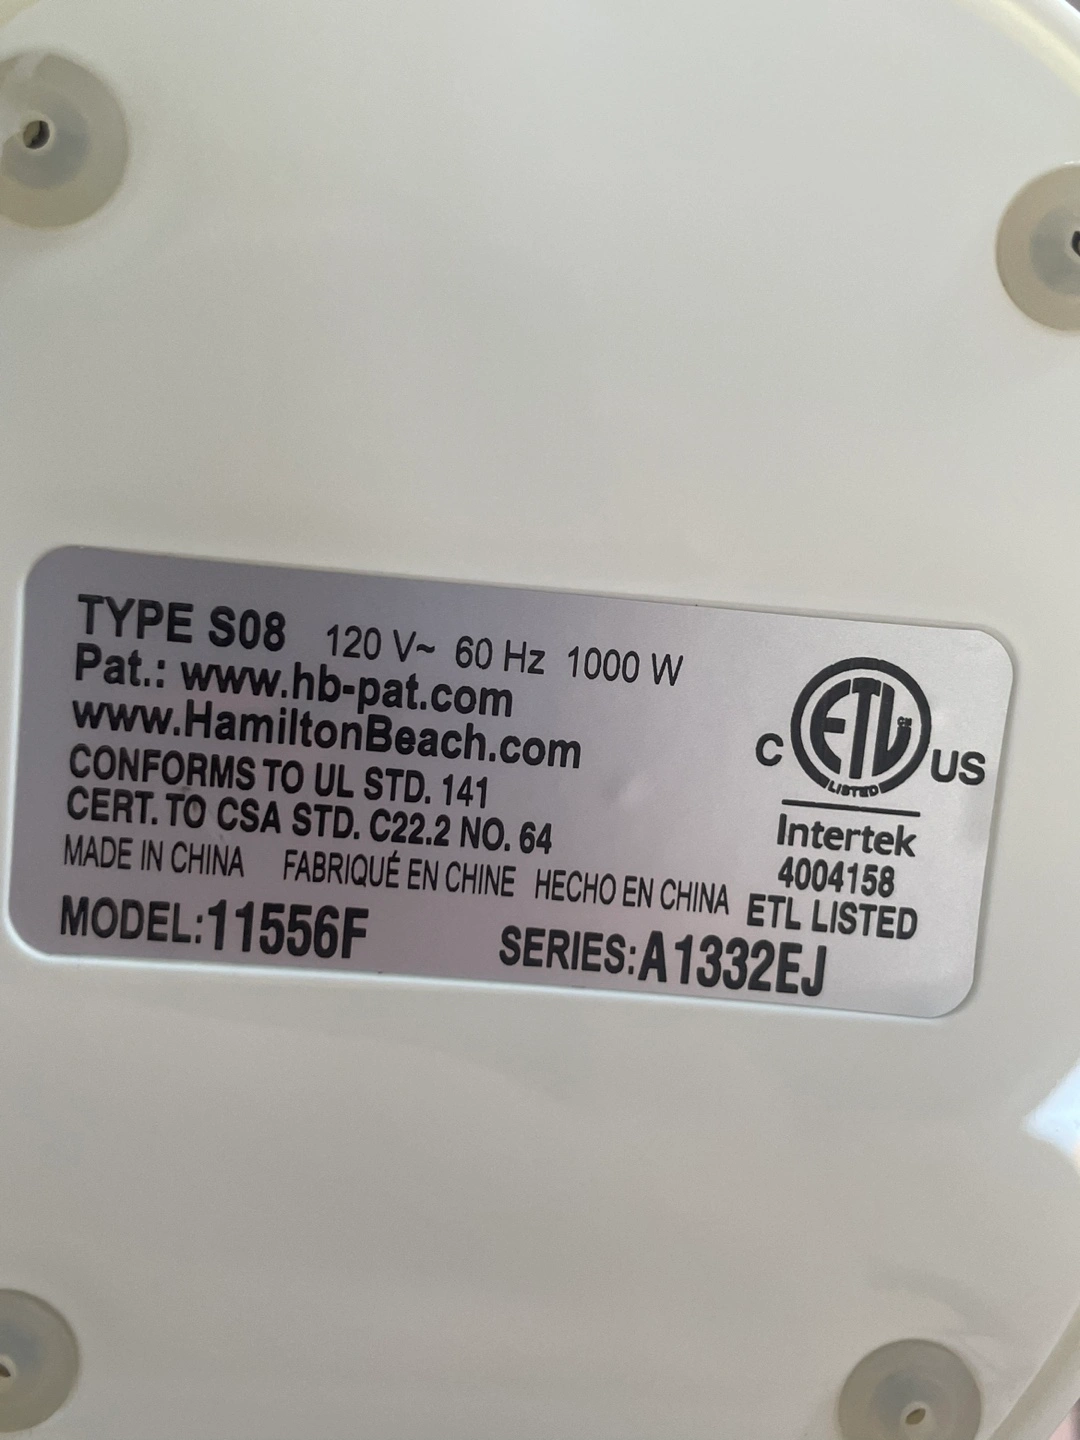 TYPE S08 120 V~ 60 Hz 1000 W
Pat.: www.hb-pat.com
www.HamiltonBeach.com
CONFORMS TO UL STD. 141
CERT. TO CSA STD. C22.2 NO. 64
MADE IN CHINA FABRIQUÉ EN CHINE HECHO EN CHINA
MODEL:11556F SERIES:A1332EJ
C ETL CM US
LISTED
Intertek
4004158
ETL LISTED